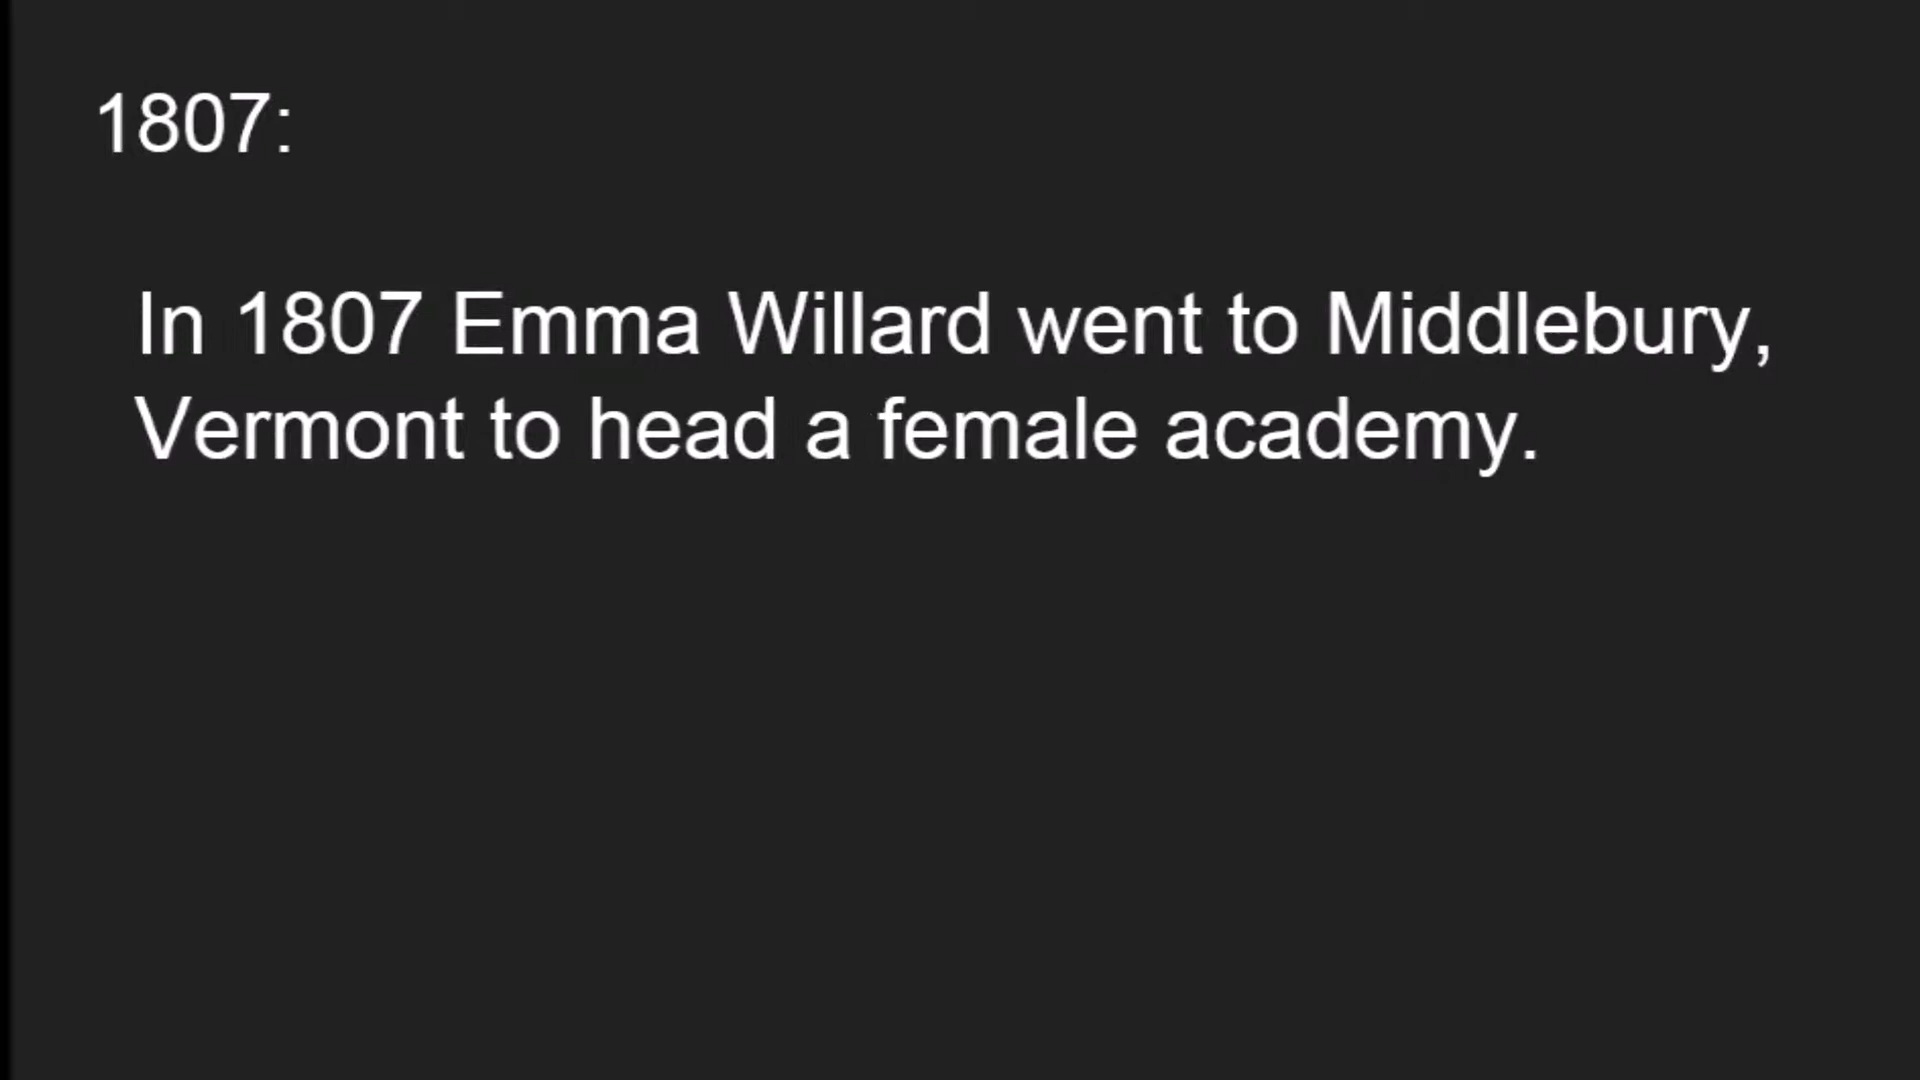 1807:
In 1807 Emma Willard went to Middlebury,
Vermont to head a female academy.